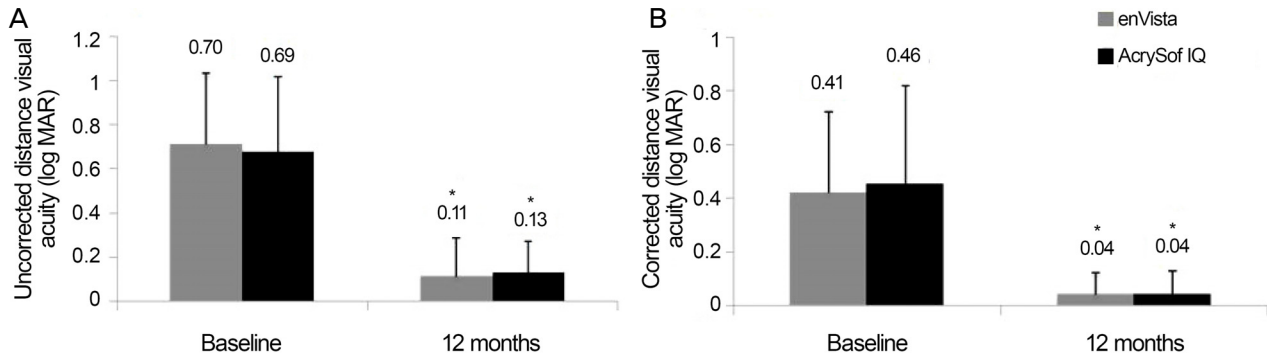 A
Uncorrected distance visual
acuity (log MAR)
1.2
1
0.8
0.6
0.4
0.2
0
0.70
0.69
*
0.11
*
0.13
Baseline
12 months
B
enVista
AcrySof IQ
Corrected distance visual
acuity (log MAR)
1
0.8
0.6
0.4
0.2
0
0.41
0.46
*
0.04
*
0.04
Baseline
12 months